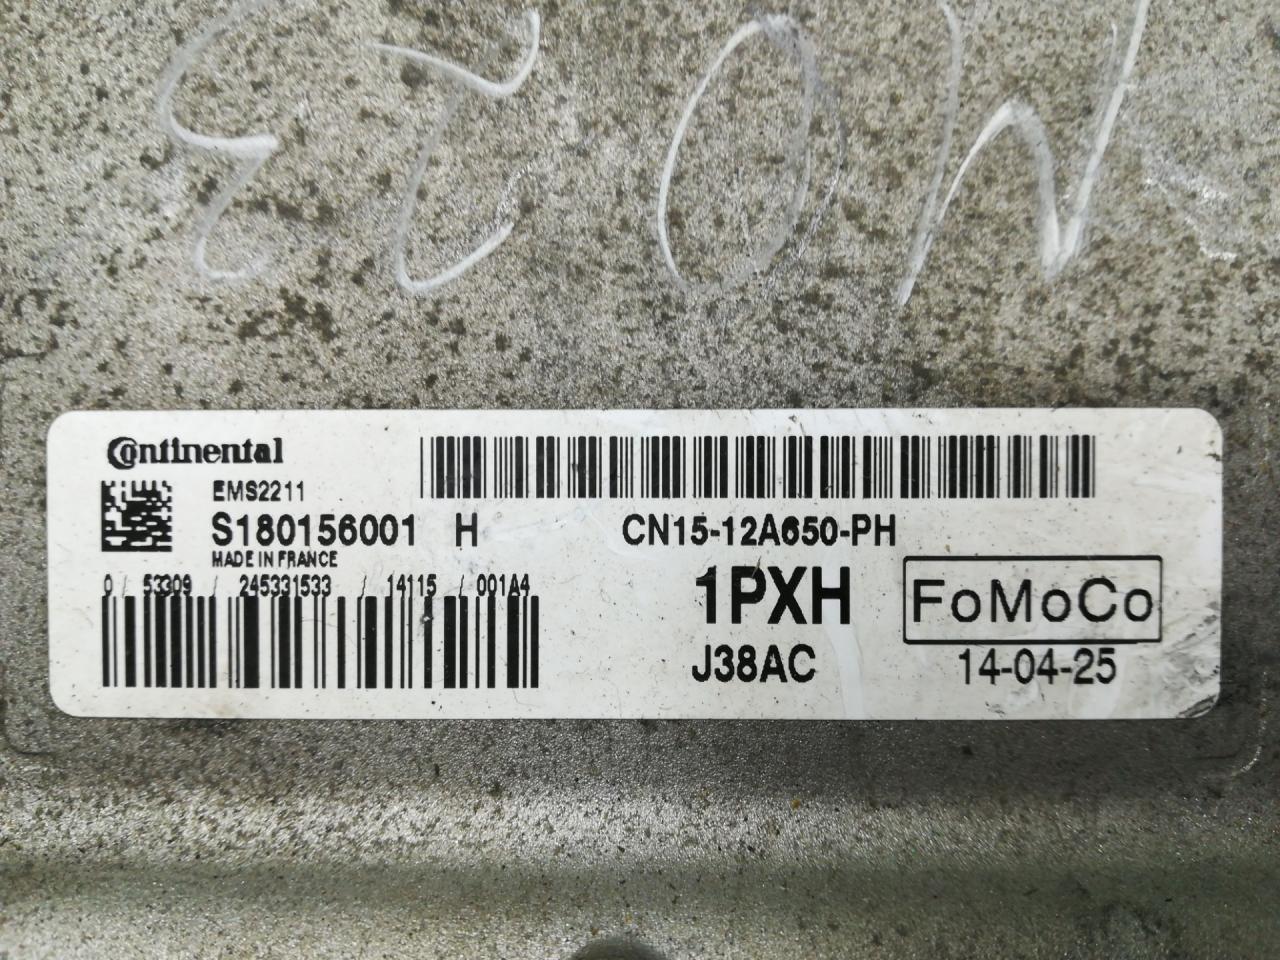 MO23
Continental
EMS2211
S180156001 H
CN15-12A650-PH
MADE IN FRANCE
0 / 53309 / 245331533 / 14115 / 001A4
1PXH
FoMoCo
J38AC
14-04-25